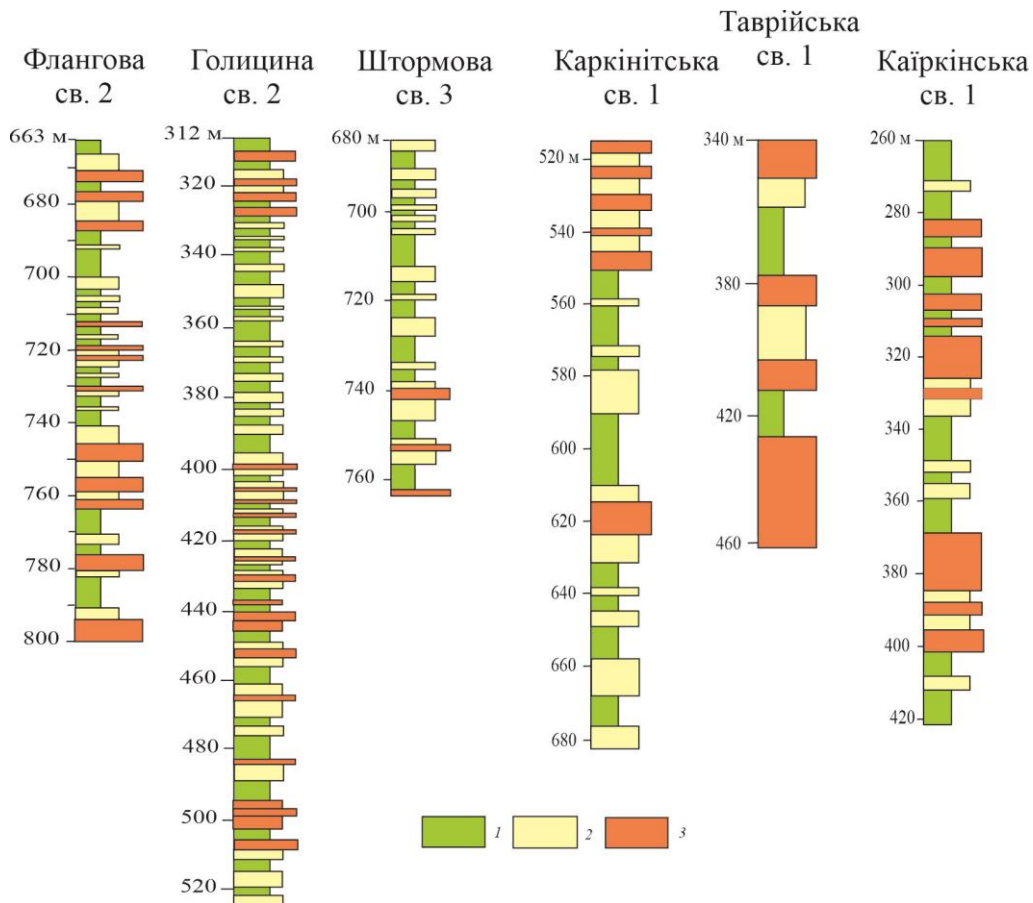 Флангова
св. 2
663 м
680
700
720
740
760
780
800
Голицина
св. 2
312 м
320
340
360
380
400
420
440
460
480
500
520
Штормова
св. 3
680 м
700
720
740
760
Каркінітська
св. 1
520 м
540
560
580
600
620
640
660
680
Таврійська
св. 1
340 м
380
420
460
Каїркінська
св. 1
260 м
280
300
320
340
360
380
400
420
1
2
3